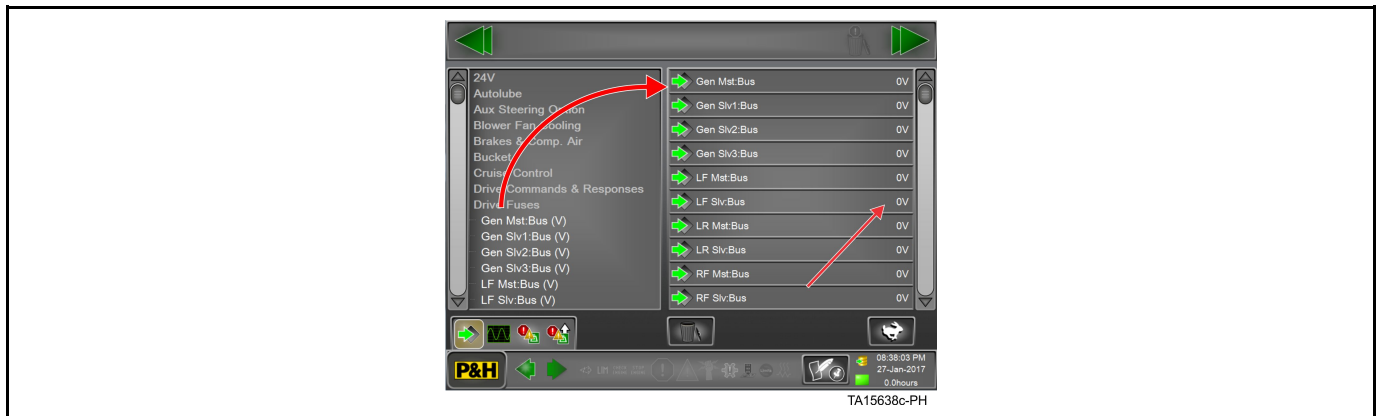 24V
Autolube
Aux Steering Option
Blower Fan Cooling
Brakes & Comp. Air
Bucket
Cruise Control
Drive Commands & Responses
Drive Fuses
Gen Mst:Bus (V)
Gen Slv1:Bus (V)
Gen Slv2:Bus (V)
Gen Slv3:Bus (V)
LF Mst:Bus (V)
LF Slv:Bus (V)
Gen Mst:Bus 0V
Gen Slv1:Bus 0V
Gen Slv2:Bus 0V
Gen Slv3:Bus 0V
LF Mst:Bus 0V
LF Slv:Bus 0V
LR Mst:Bus 0V
LR Slv:Bus 0V
RF Mst:Bus 0V
RF Slv:Bus 0V
P&H
LIM
08:38:03 PM
27-Jan-2017
0.0hours
TA15638c-PH